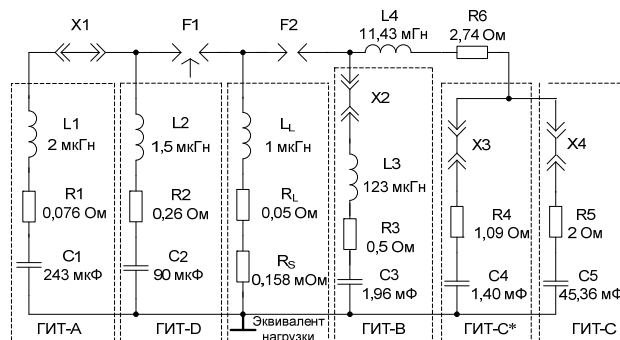 X1
F1
F2
L4
11,43 мГн
R6
2,74 Ом
X2
X3
X4
L1
2 мкГн
L2
1,5 мкГн
LL
1 мкГн
L3
123 мкГн
R1
0,076 Ом
R2
0,26 Ом
RL
0,05 Ом
R3
0,5 Ом
R4
1,09 Ом
R5
2 Ом
C1
243 мкФ
C2
90 мкФ
RS
0,158 мОм
C3
1,96 мФ
C4
1,40 мФ
C5
45,36 мФ
ГИТ-А
ГИТ-D
Эквивалент
нагрузки
ГИТ-В
ГИТ-С*
ГИТ-С